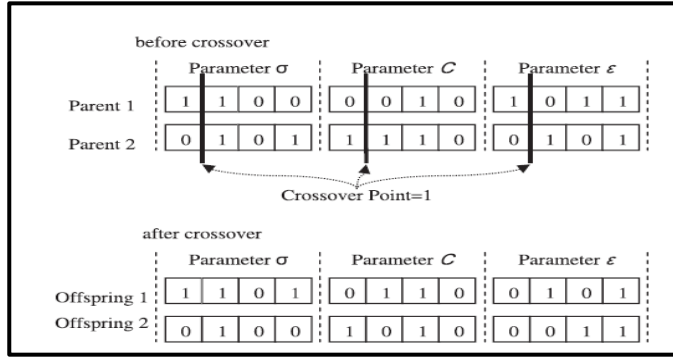 before crossover
Parameter σ Parameter C Parameter ε
Parent 1 1 1 0 0 0 0 1 0 1 0 1 1
Parent 2 0 1 0 1 1 1 1 0 0 1 0 1
Crossover Point=1
after crossover
Parameter σ Parameter C Parameter ε
Offspring 1 1 1 0 1 0 1 1 0 0 1 0 1
Offspring 2 0 1 0 0 1 0 1 0 0 0 1 1